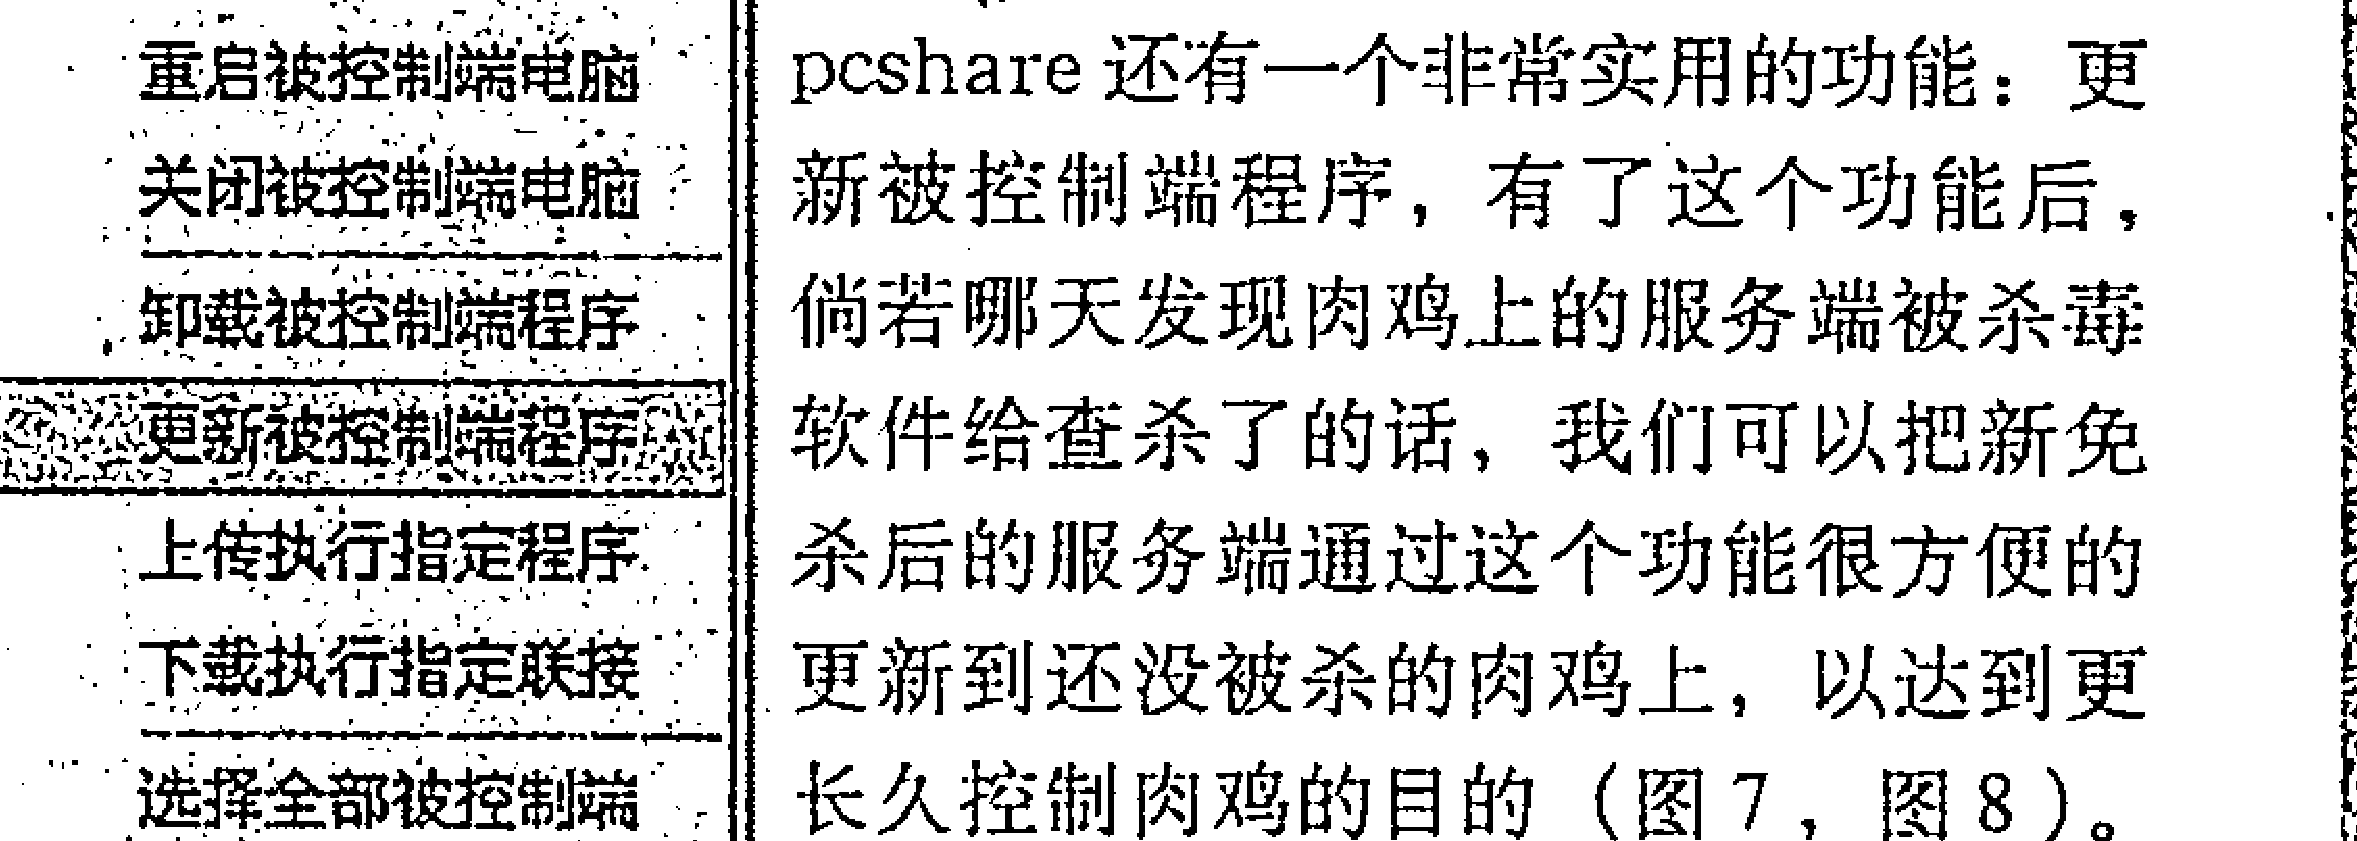 重启被控制端电脑
关闭被控制端电脑
卸载被控制端程序
更新被控制端程序
上传执行指定程序
下载执行指定联接
选择全部被控制端
pcshare 还有一个非常实用的功能：更
新被控制端程序，有了这个功能后，
倘若哪天发现肉鸡上的服务端被杀毒
软件给查杀了的话，我们可以把新免
杀后的服务端通过这个功能很方便的
更新到还没被杀的肉鸡上，以达到更
长久控制肉鸡的目的（图 7，图 8）。